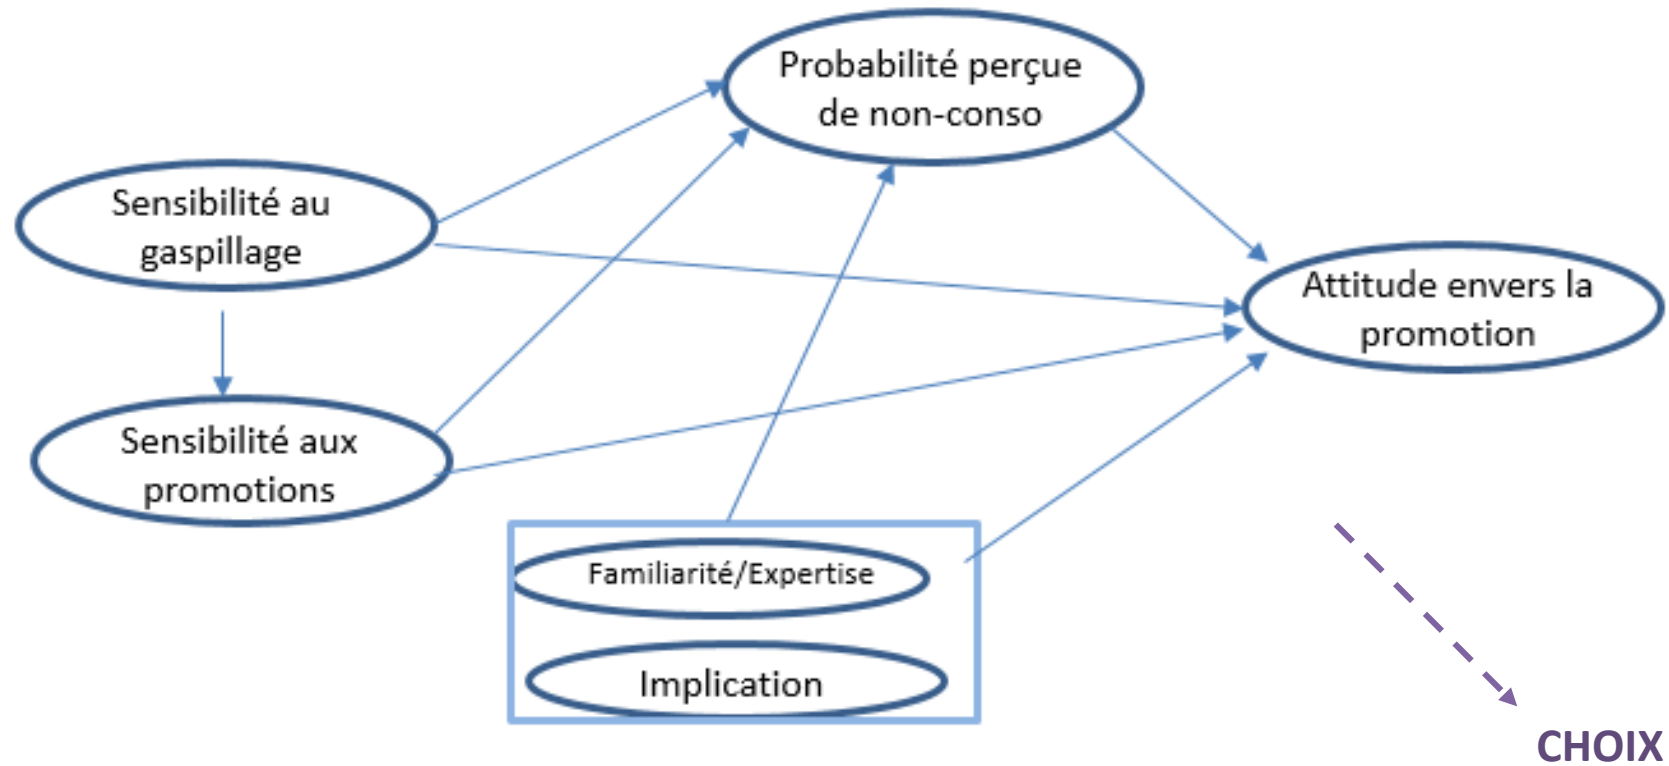 Probabilité perçue
de non-conso
Sensibilité au
gaspillage
Attitude envers la
promotion
Sensibilité aux
promotions
Familiarité/Expertise
Implication
CHOIX